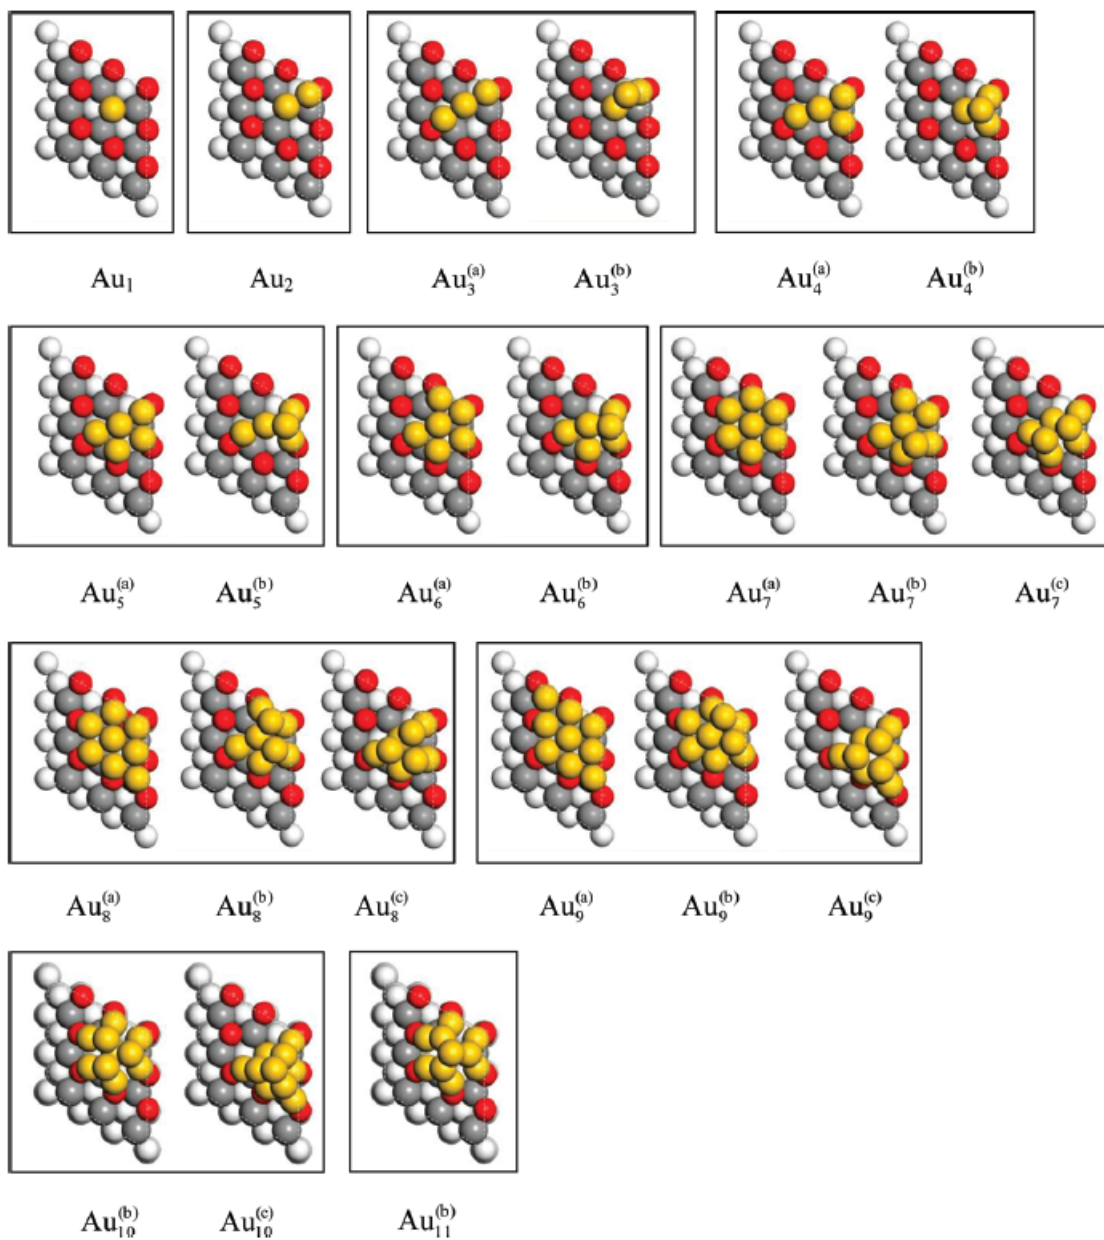 Au₁ Au₂ Au₃⁽ᵃ⁾ Au₃⁽ᵇ⁾ Au₄⁽ᵃ⁾ Au₄⁽ᵇ⁾
Au₅⁽ᵃ⁾ Au₅⁽ᵇ⁾ Au₆⁽ᵃ⁾ Au₆⁽ᵇ⁾ Au₇⁽ᵃ⁾ Au₇⁽ᵇ⁾ Au₇⁽ᶜ⁾
Au₈⁽ᵃ⁾ Au₈⁽ᵇ⁾ Au₈⁽ᶜ⁾ Au₉⁽ᵃ⁾ Au₉⁽ᵇ⁾ Au₉⁽ᶜ⁾
Au₁₀⁽ᵇ⁾ Au₁₀⁽ᶜ⁾ Au₁₁⁽ᵇ⁾